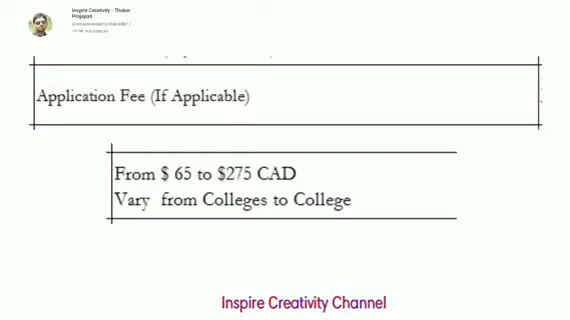 Inspire Creativity - Thakor
Prajapati
Application Fee (If Applicable)
From $ 65 to $275 CAD
Vary from Colleges to College
Inspire Creativity Channel